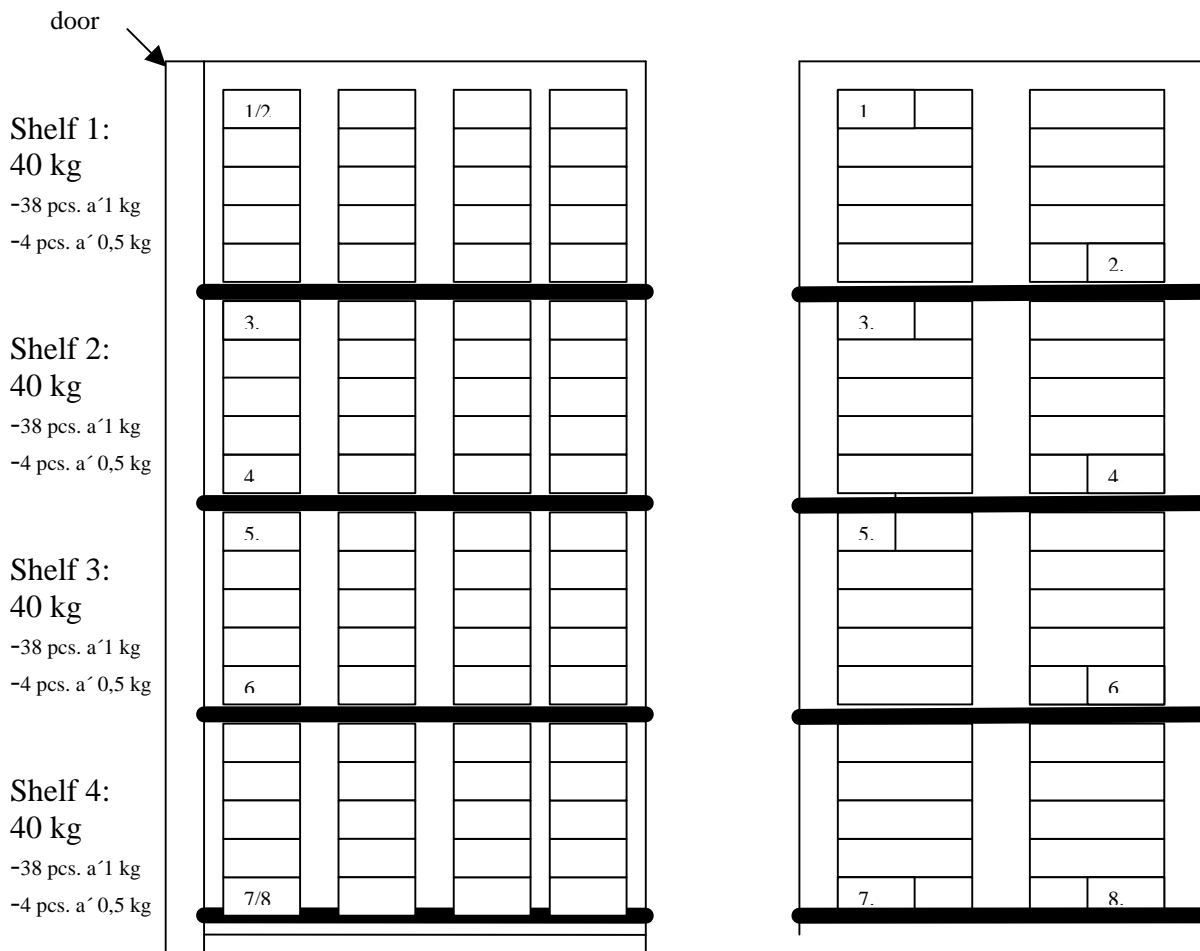 door
Shelf 1:
40 kg
-38 pcs. a´1 kg
-4 pcs. a´ 0,5 kg
Shelf 2:
40 kg
-38 pcs. a´1 kg
-4 pcs. a´ 0,5 kg
Shelf 3:
40 kg
-38 pcs. a´1 kg
-4 pcs. a´ 0,5 kg
Shelf 4:
40 kg
-38 pcs. a´1 kg
-4 pcs. a´ 0,5 kg
1/2
3.
4
5.
6
7/8
1
2.
3.
4.
5.
6.
7.
8.